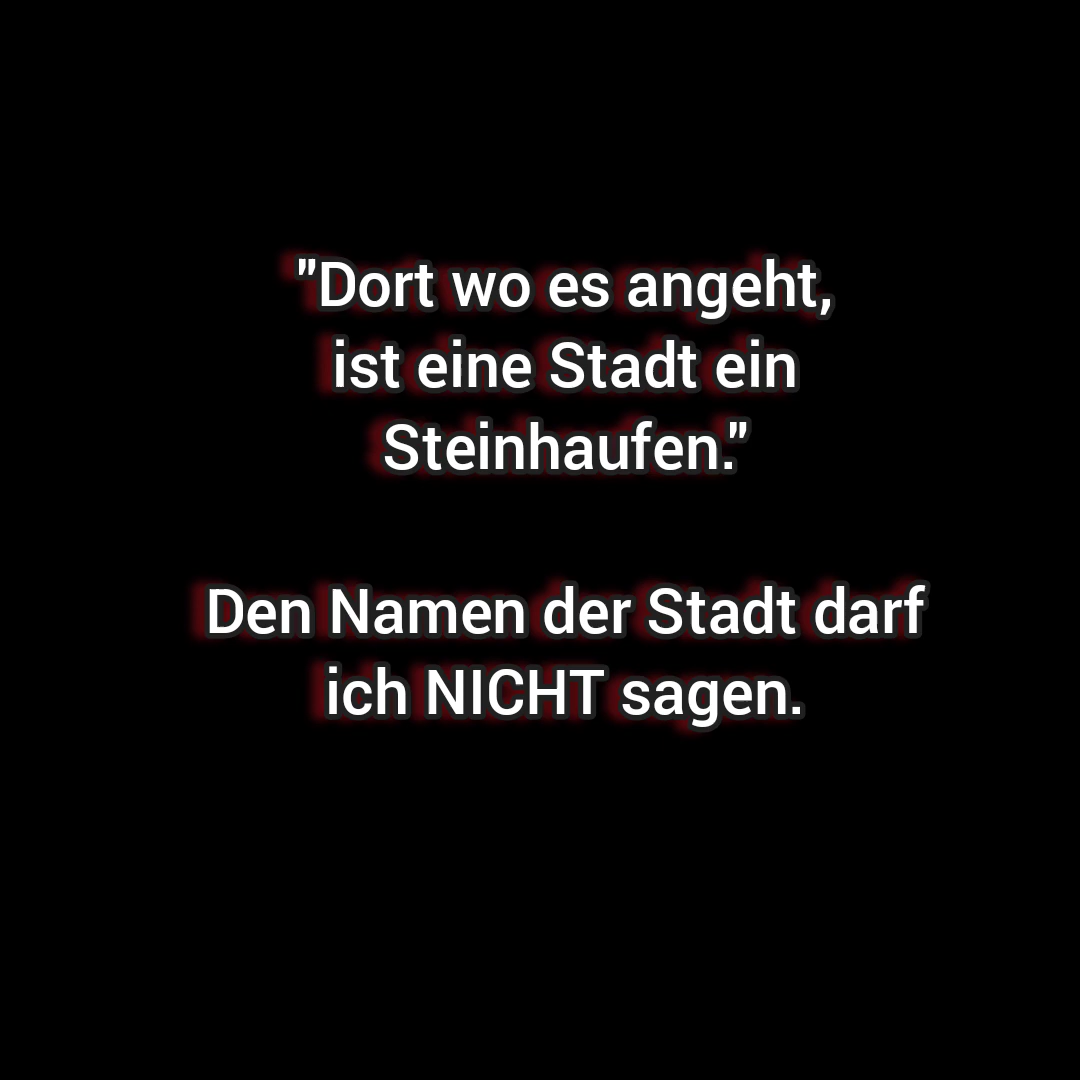 "Dort wo es angeht,
ist eine Stadt ein
Steinhaufen."
Den Namen der Stadt darf
ich NICHT sagen.